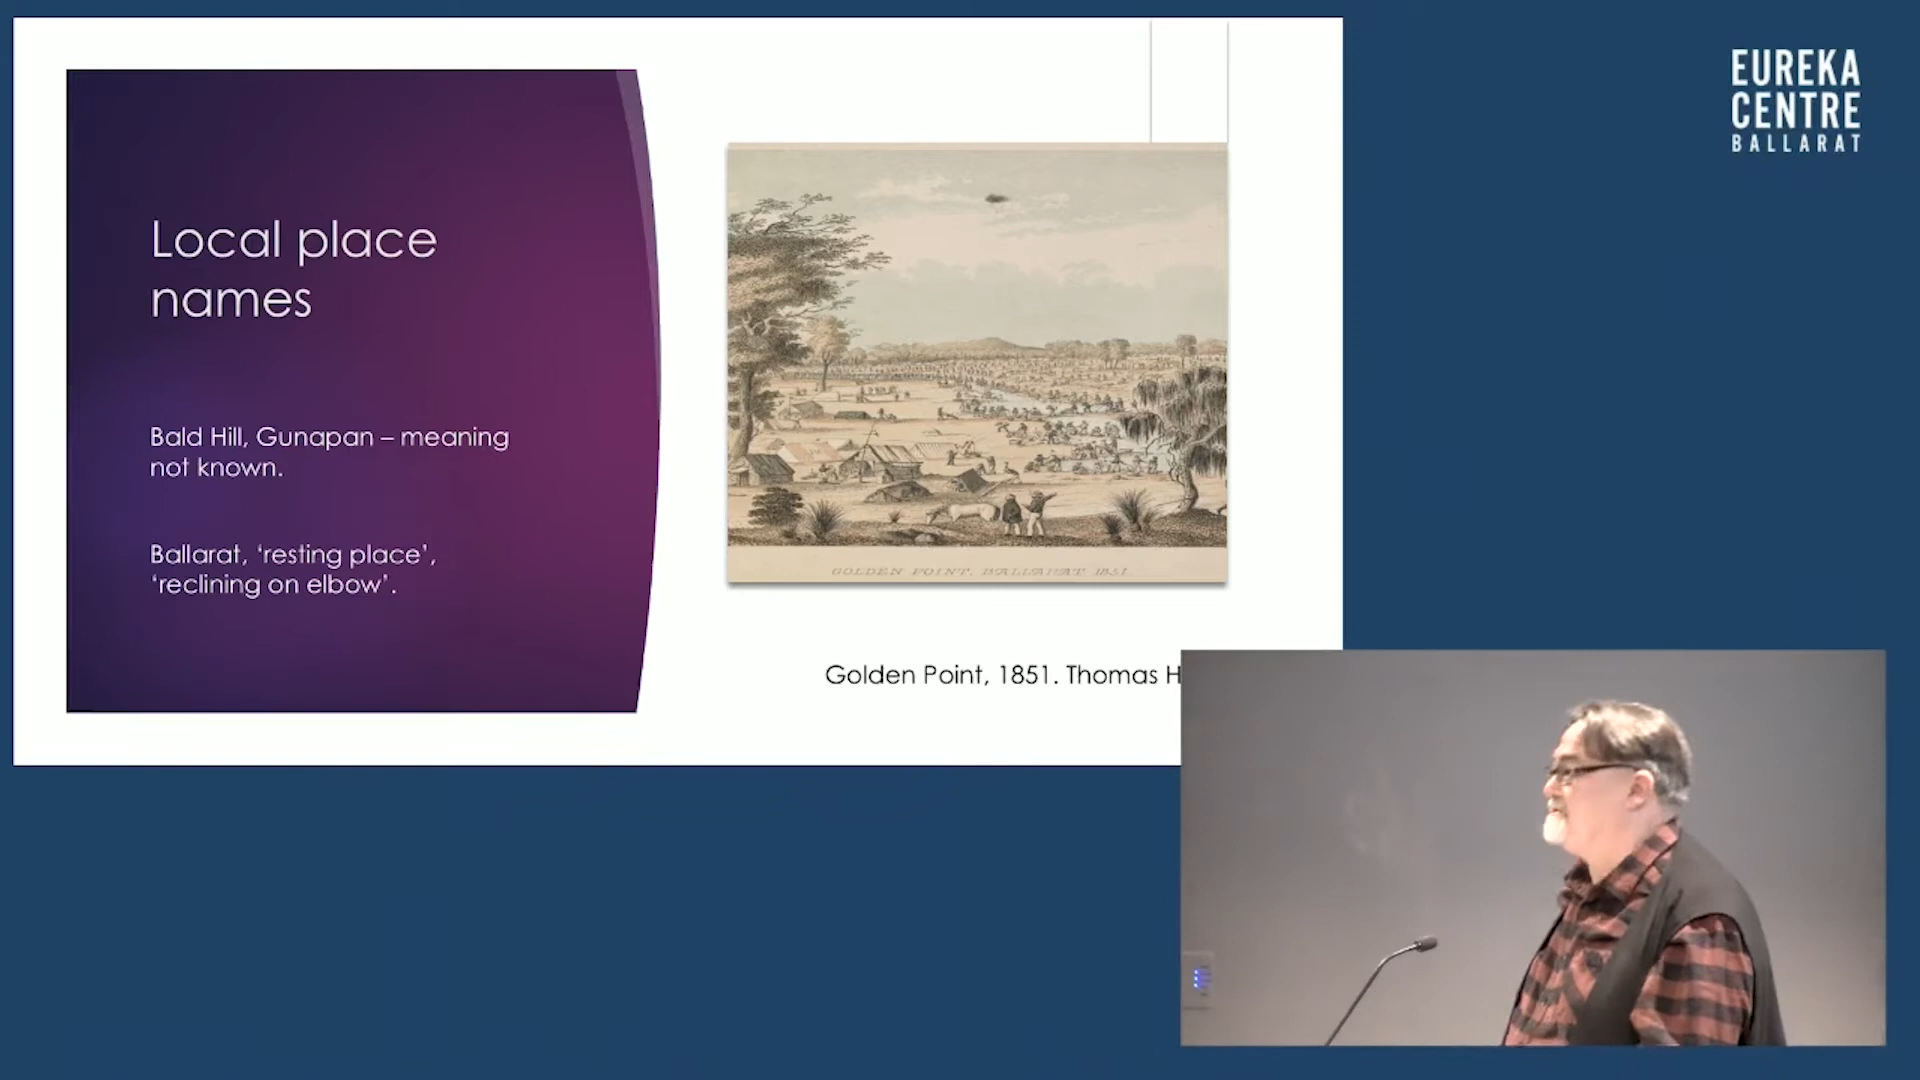 Local place
names
Bald Hill, Gunapan – meaning
not known.
Ballarat, ‘resting place’,
‘reclining on elbow’.
GOLDEN POINT, BALLARAT 1851.
Golden Point, 1851. Thomas H
EUREKA
CENTRE
BALLARAT